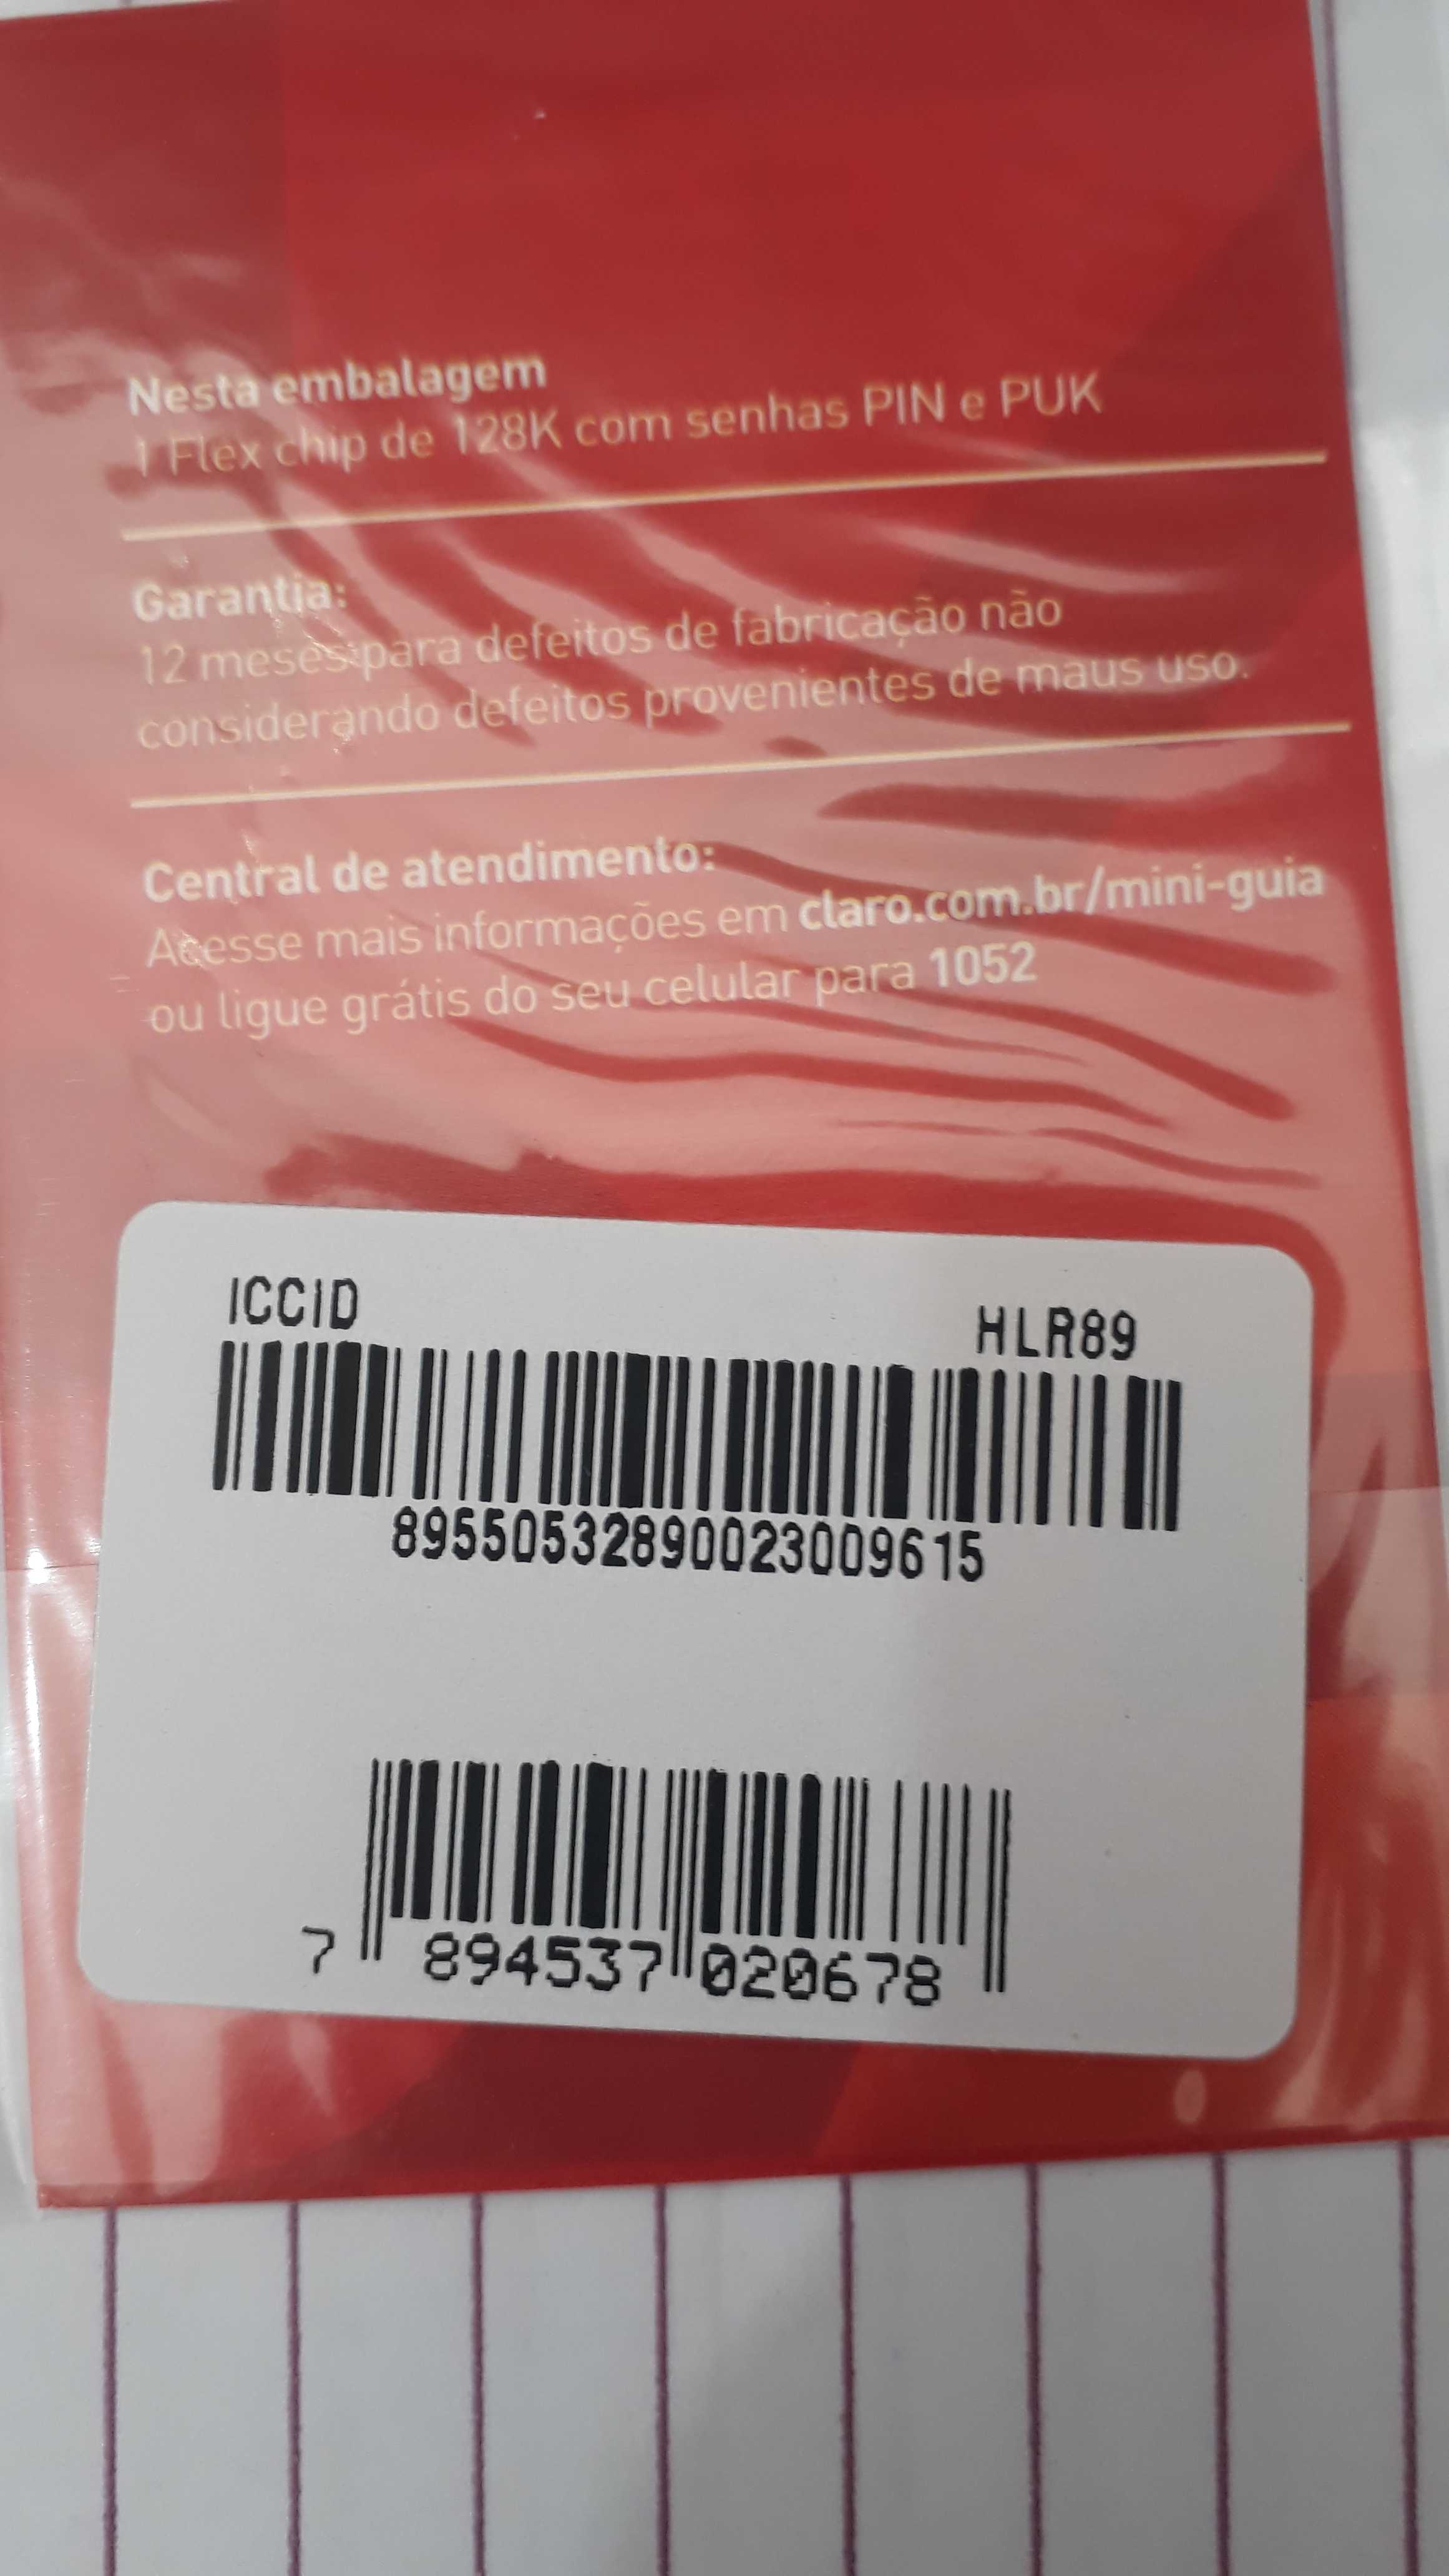 Nesta embalagem
1 Flex chip de 128K com senhas PIN e PUK
Garantia:
12 meses para defeitos de fabricação não
considerando defeitos provenientes de maus uso.
Central de atendimento:
Acesse mais informações em claro.com.br/mini-guia
ou ligue grátis do seu celular para 1052
ICCID HLR89
89550532890023009615
7 894537 020678